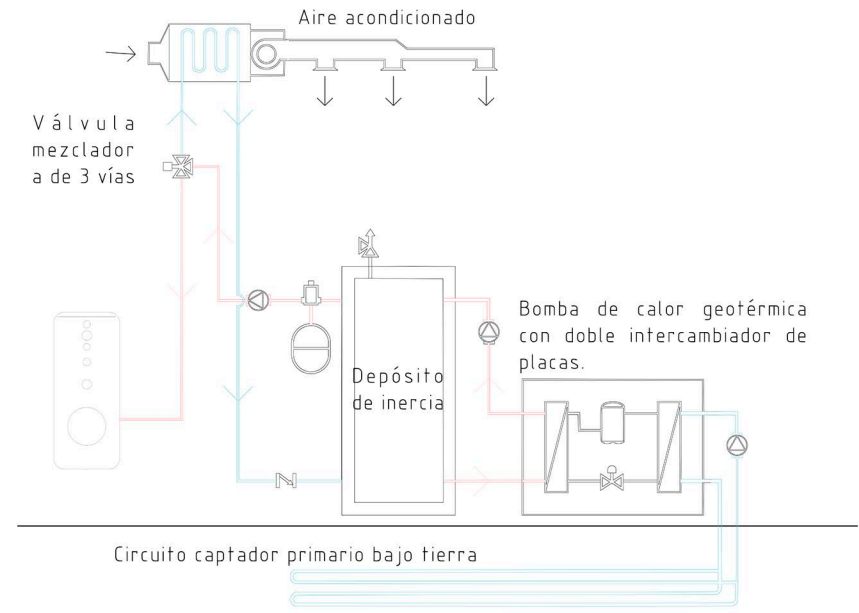 Aire acondicionado
Válvula
mezclador
a de 3 vías
Bomba de calor geotérmica
con doble intercambiador de
placas.
Depósito
de inercia
Circuito captador primario bajo tierra